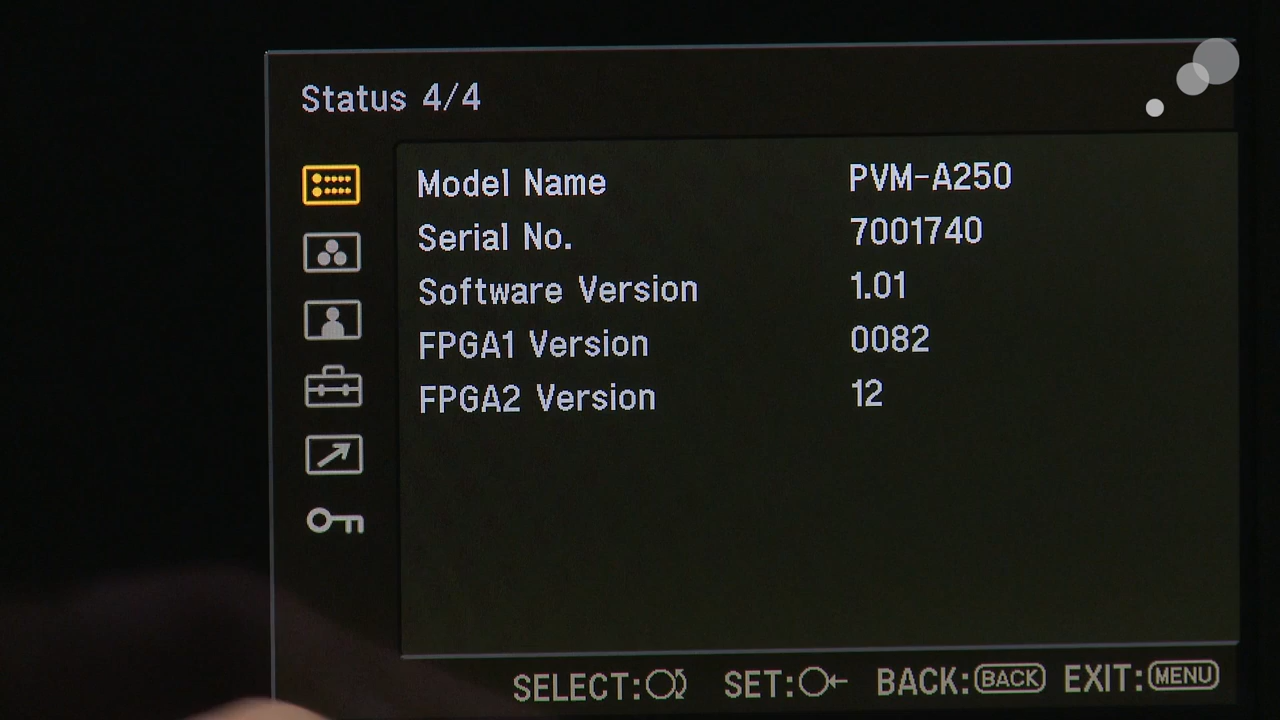 Status 4/4
Model Name PVM-A250
Serial No. 7001740
Software Version 1.01
FPGA1 Version 0082
FPGA2 Version 12
SELECT: SET: BACK:BACK EXIT:MENU